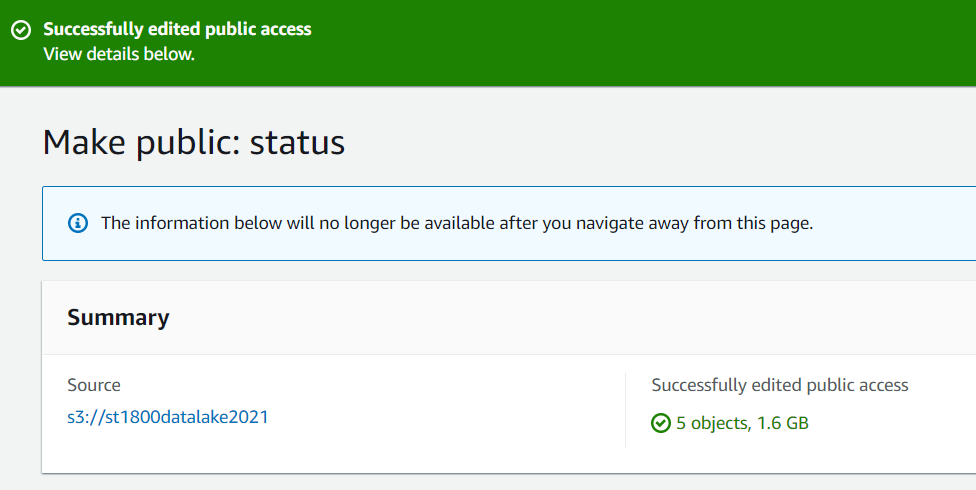 Successfully edited public access
View details below.
Make public: status
The information below will no longer be available after you navigate away from this page.
Summary
Source
s3://st1800datalake2021
Successfully edited public access
5 objects, 1.6 GB